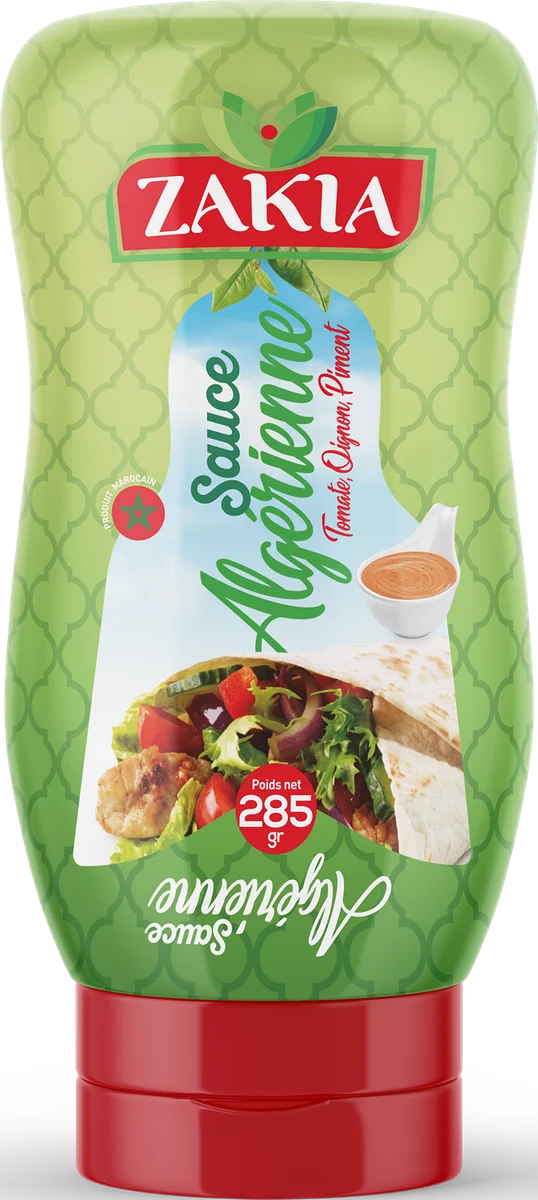 ZAKIA
Sauce
Algérienne
Tomate, Oignon, Piment
PRODUIT MAROCAIN
Poids net
285
gr
Sauce
Algérienne